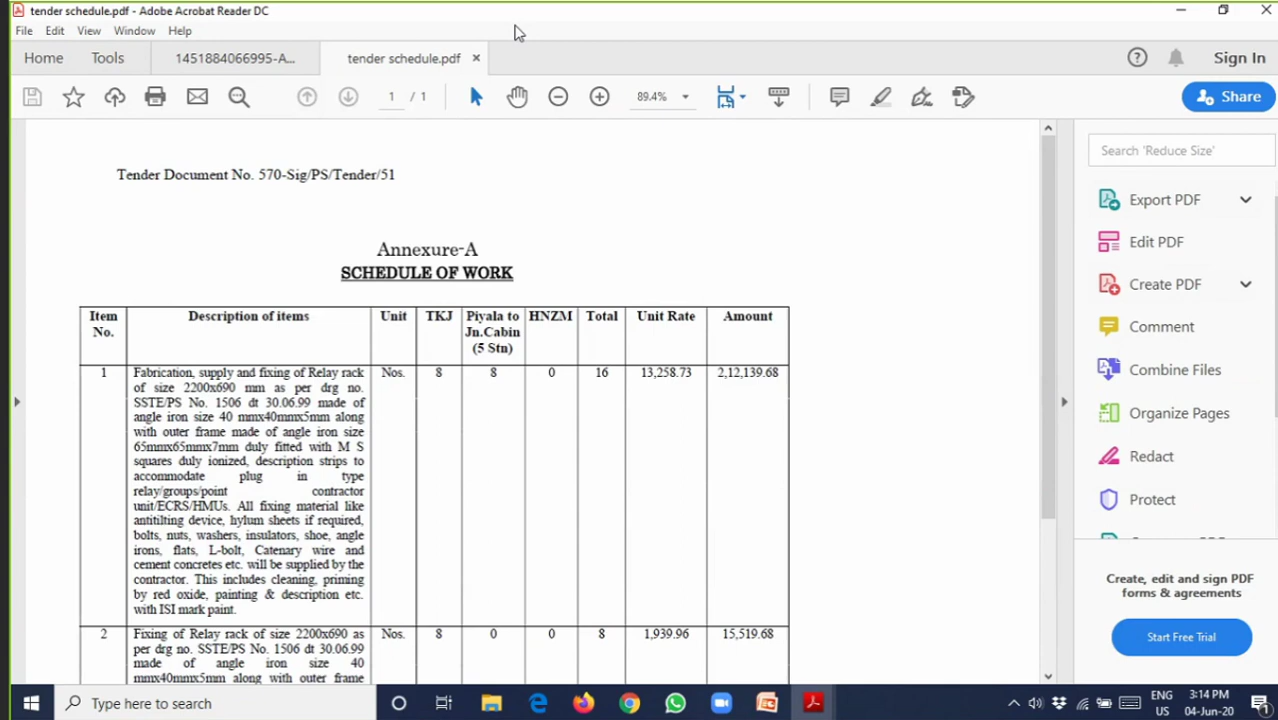 tender schedule.pdf - Adobe Acrobat Reader DC
File Edit View Window Help
Home Tools 1451884066995-A... tender schedule.pdf ×
1 / 1 89.4% Share
? Sign In
Tender Document No. 570-Sig/PS/Tender/51
Annexure-A
SCHEDULE OF WORK
Item No. Description of items Unit TKJ Piyala to Jn.Cabin (5 Stn) HNZM Total Unit Rate Amount
1 Fabrication, supply and fixing of Relay rack Nos. 8 8 0 16 13,258.73 2,12,139.68
of size 2200x690 mm as per drg no.
SSTE/PS No. 1506 dt 30.06.99 made of
angle iron size 40 mmx40mmx5mm along
with outer frame made of angle iron size
65mmx65mmx7mm duly fitted with M S
squares duly ionized, description strips to
accommodate plug in type
relay/groups/point contractor
unit/ECRS/HMUs. All fixing material like
antitilting device, hylum sheets if required,
bolts, nuts, washers, insulators, shoe, angle
irons, flats, L-bolt, Catenary wire and
cement concretes etc. will be supplied by the
contractor. This includes cleaning, priming
by red oxide, painting & description etc.
with ISI mark paint.
2 Fixing of Relay rack of size 2200x690 as Nos. 8 0 0 8 1,939.96 15,519.68
per drg no. SSTE/PS No. 1506 dt 30.06.99
made of angle iron size 40
mmx40mmx5mm along with outer frame
Search 'Reduce Size'
Export PDF
Edit PDF
Create PDF
Comment
Combine Files
Organize Pages
Redact
Protect
Create, edit and sign PDF
forms & agreements
Start Free Trial
Type here to search
ENG
US
3:14 PM
04-Jun-20
1